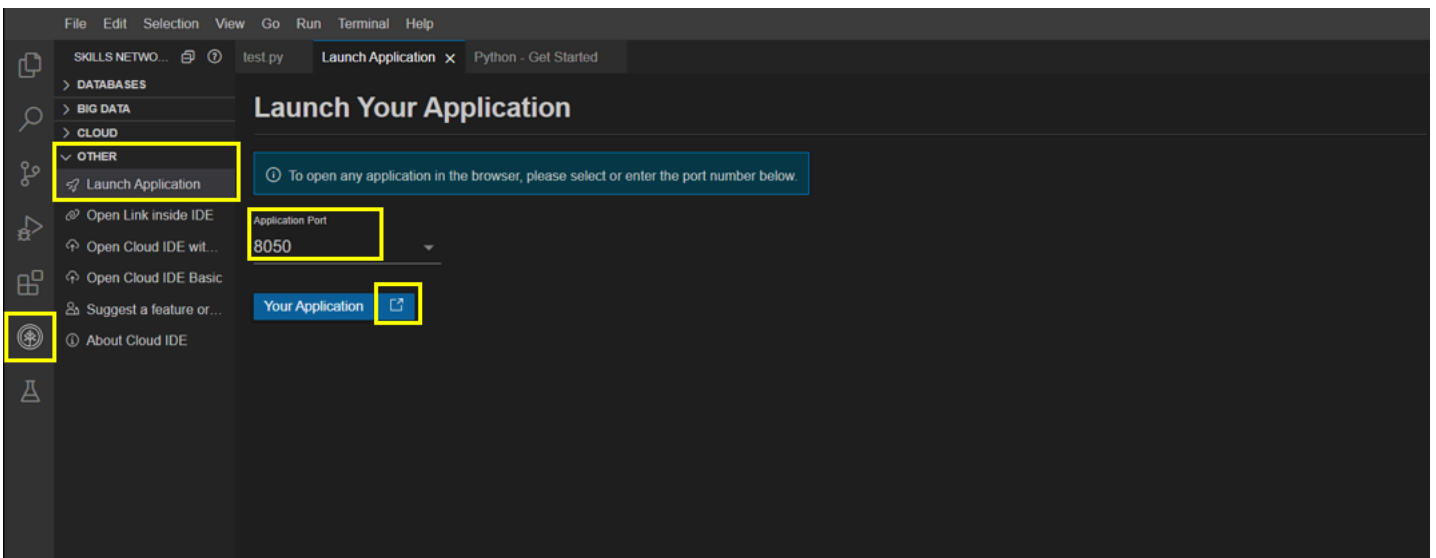 File Edit Selection View Go Run Terminal Help
SKILLS NETWO...
test.py Launch Application Python - Get Started
DATABASES
BIG DATA
CLOUD
OTHER
Launch Application
Open Link inside IDE
Open Cloud IDE wit...
Open Cloud IDE Basic
Suggest a feature or...
About Cloud IDE
Launch Your Application
To open any application in the browser, please select or enter the port number below.
Application Port
8050
Your Application